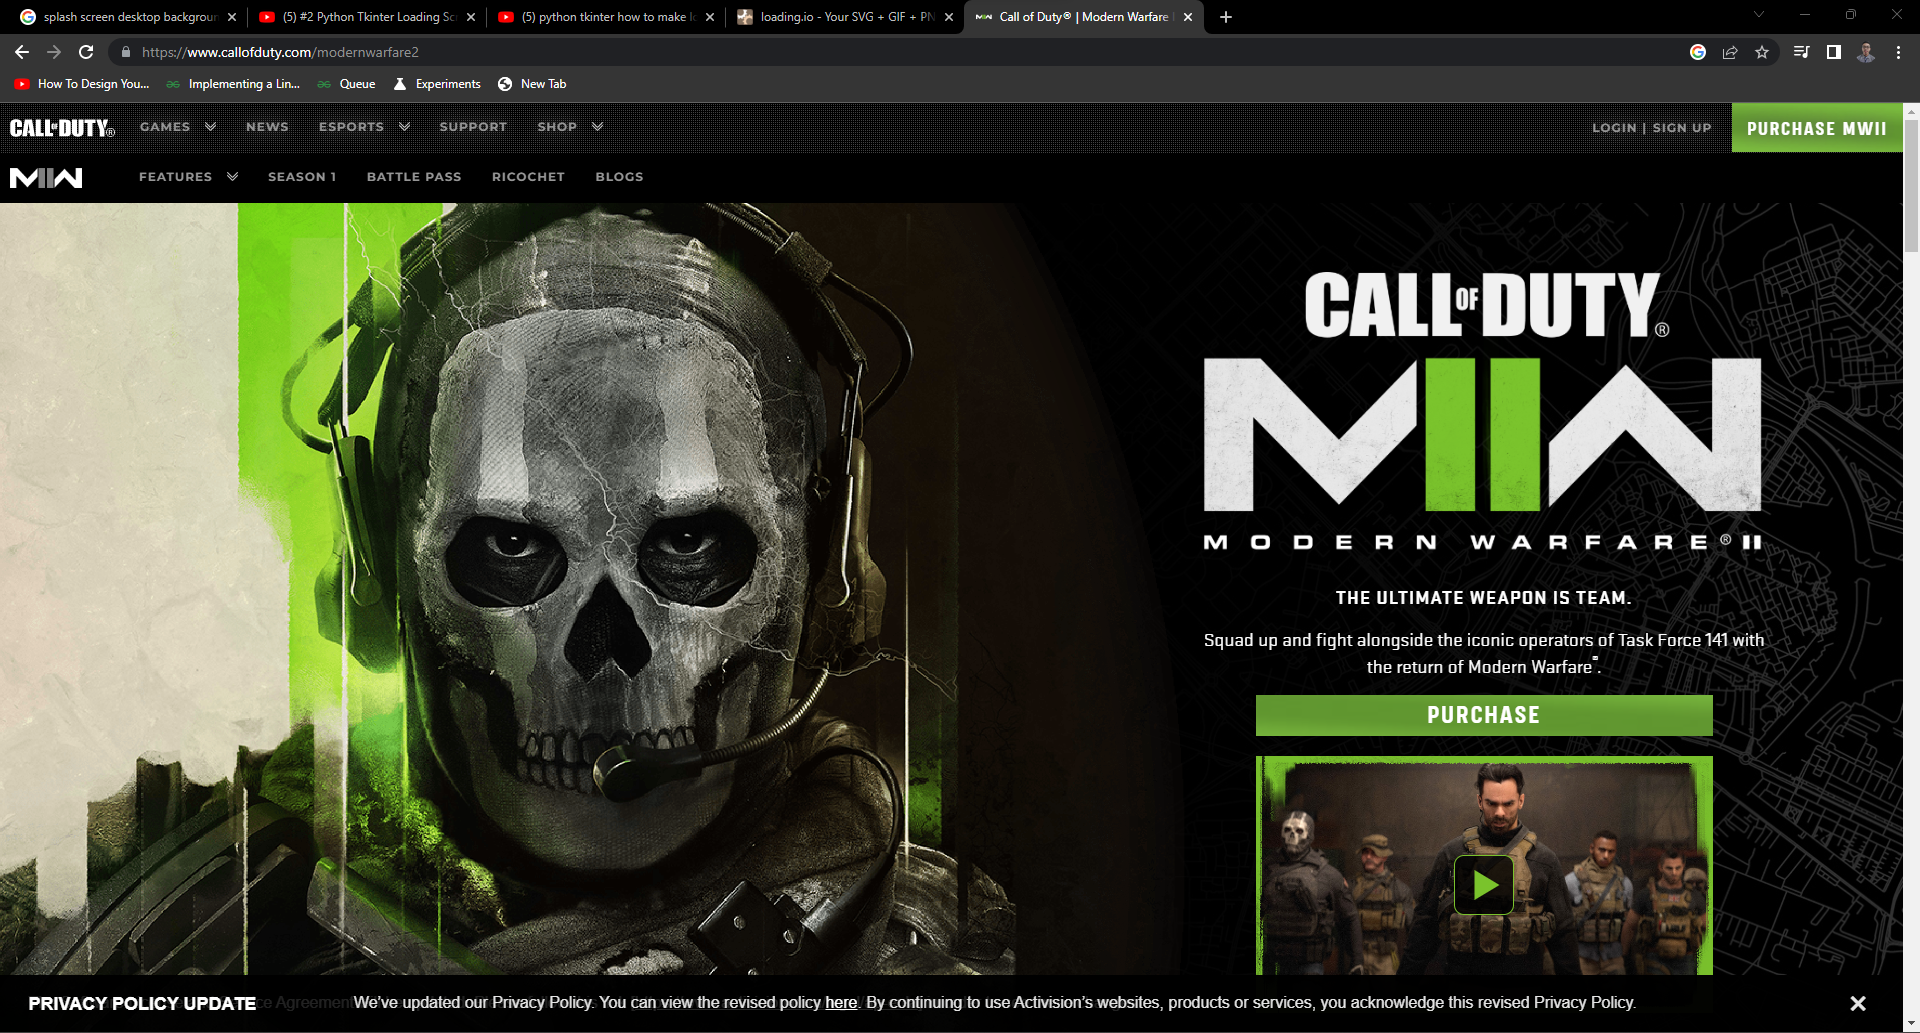 splash screen desktop backgroun
(5) #2 Python Tkinter Loading Sc
(5) python tkinter how to make l
loading.io - Your SVG + GIF + PN
Call of Duty® | Modern Warfare
https://www.callofduty.com/modernwarfare2
How To Design You...
Implementing a Lin...
Queue
Experiments
New Tab
CALL OF DUTY®
GAMES
NEWS
ESPORTS
SUPPORT
SHOP
LOGIN | SIGN UP
PURCHASE MWII
MIIW
FEATURES
SEASON 1
BATTLE PASS
RICOCHET
BLOGS
CALL OF DUTY®
MIIW
MODERN WARFARE® II
THE ULTIMATE WEAPON IS TEAM.
Squad up and fight alongside the iconic operators of Task Force 141 with
the return of Modern Warfare®.
PURCHASE
PRIVACY POLICY UPDATE
We've updated our Privacy Policy. You can view the revised policy here. By continuing to use Activision's websites, products or services, you acknowledge this revised Privacy Policy.